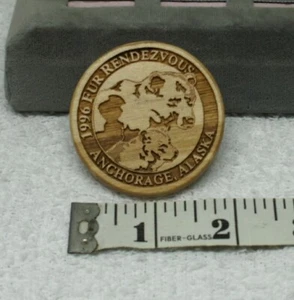 1996 FUR RENDEZVOUS
ANCHORAGE, ALASKA
1 2
FIBER-GLASS